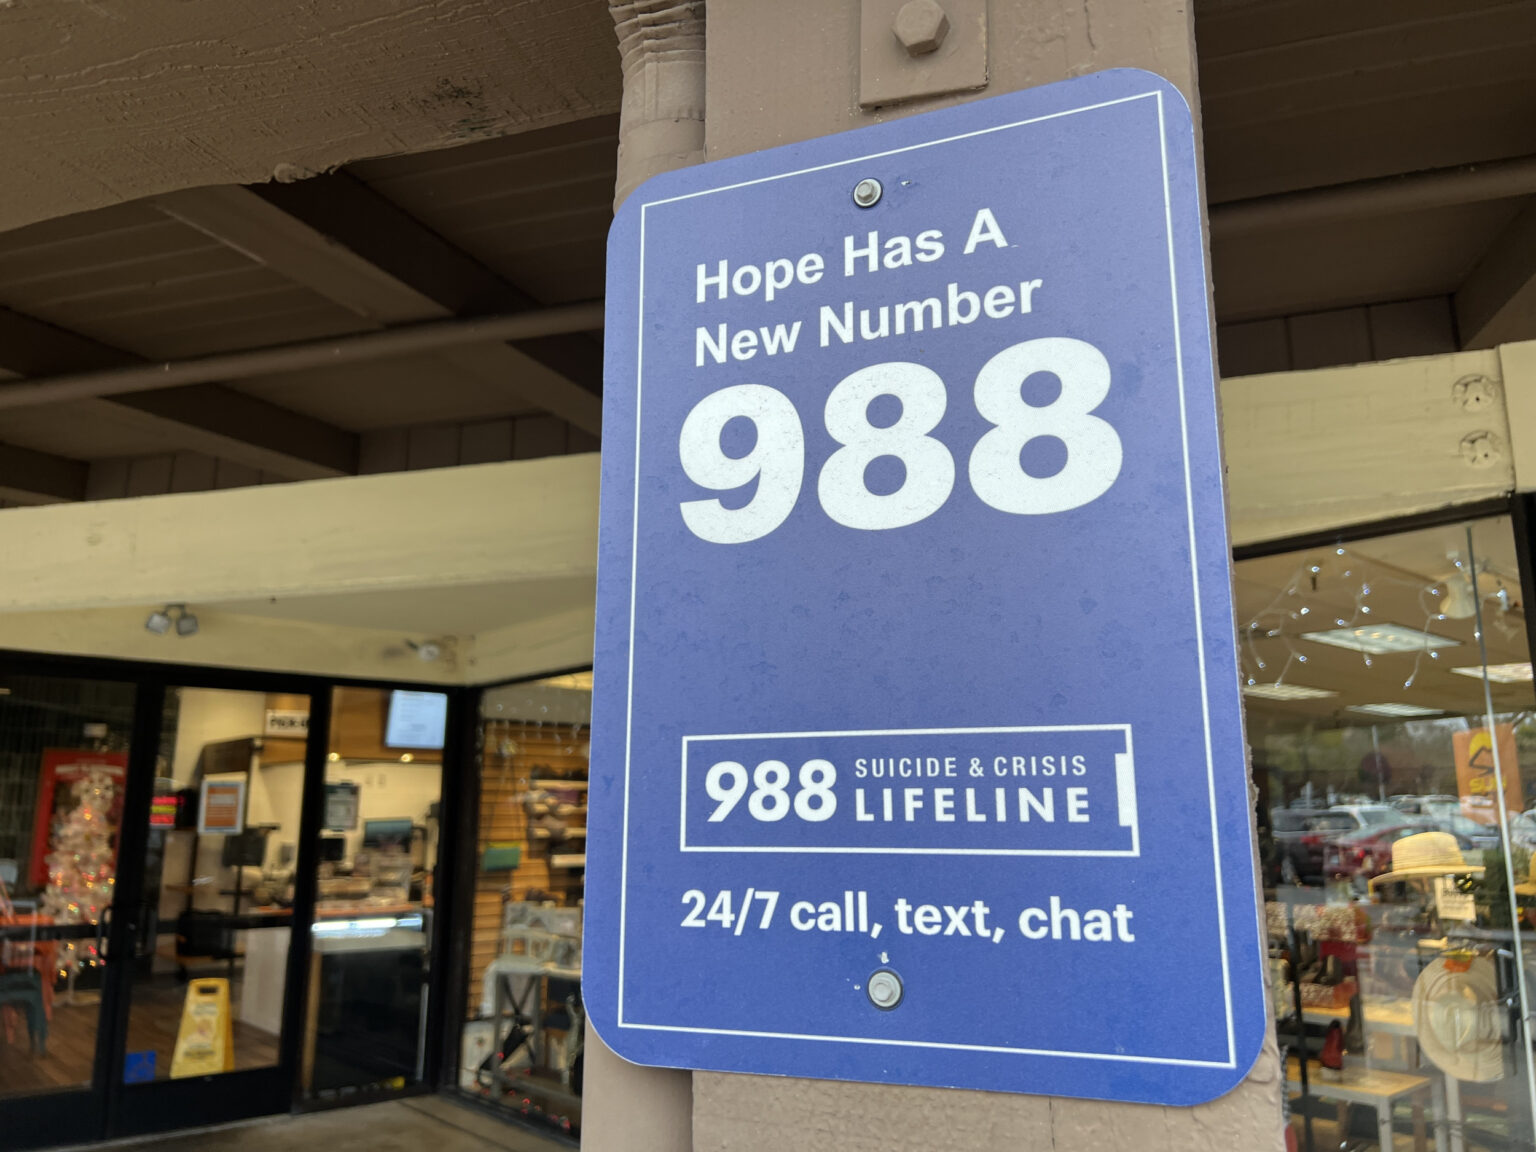 Hope Has A
New Number
988
988 SUICIDE & CRISIS
LIFELINE
24/7 call, text, chat